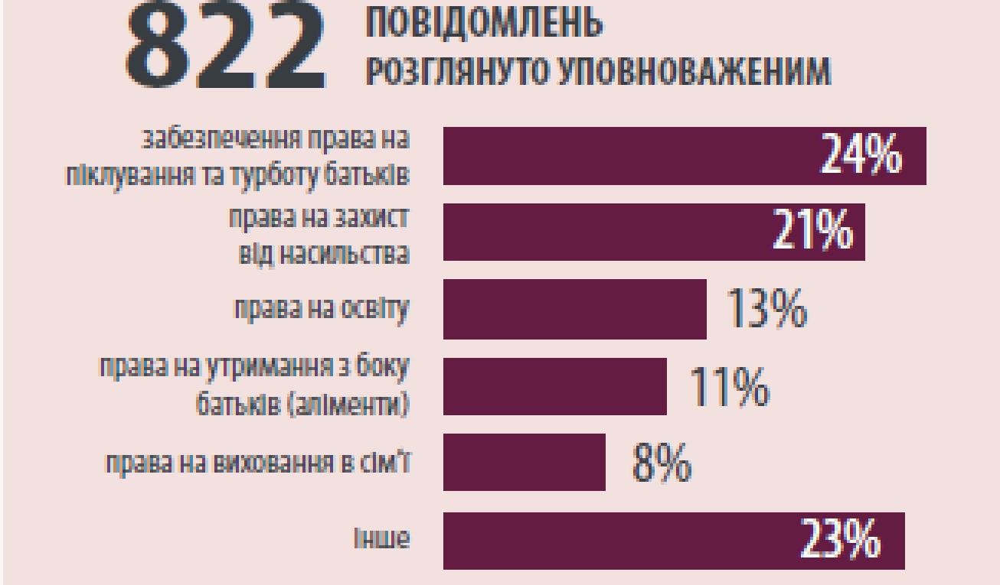 822
ПОВІДОМЛЕНЬ
РОЗГЛЯНУТО УПОВНОВАЖЕНИМ
забезпечення права на
піклування та турботу батьків
24%
права на захист
від насильства
21%
права на освіту
13%
права на утримання з боку
батьків (аліменти)
11%
права на виховання в сім'ї
8%
Інше
23%